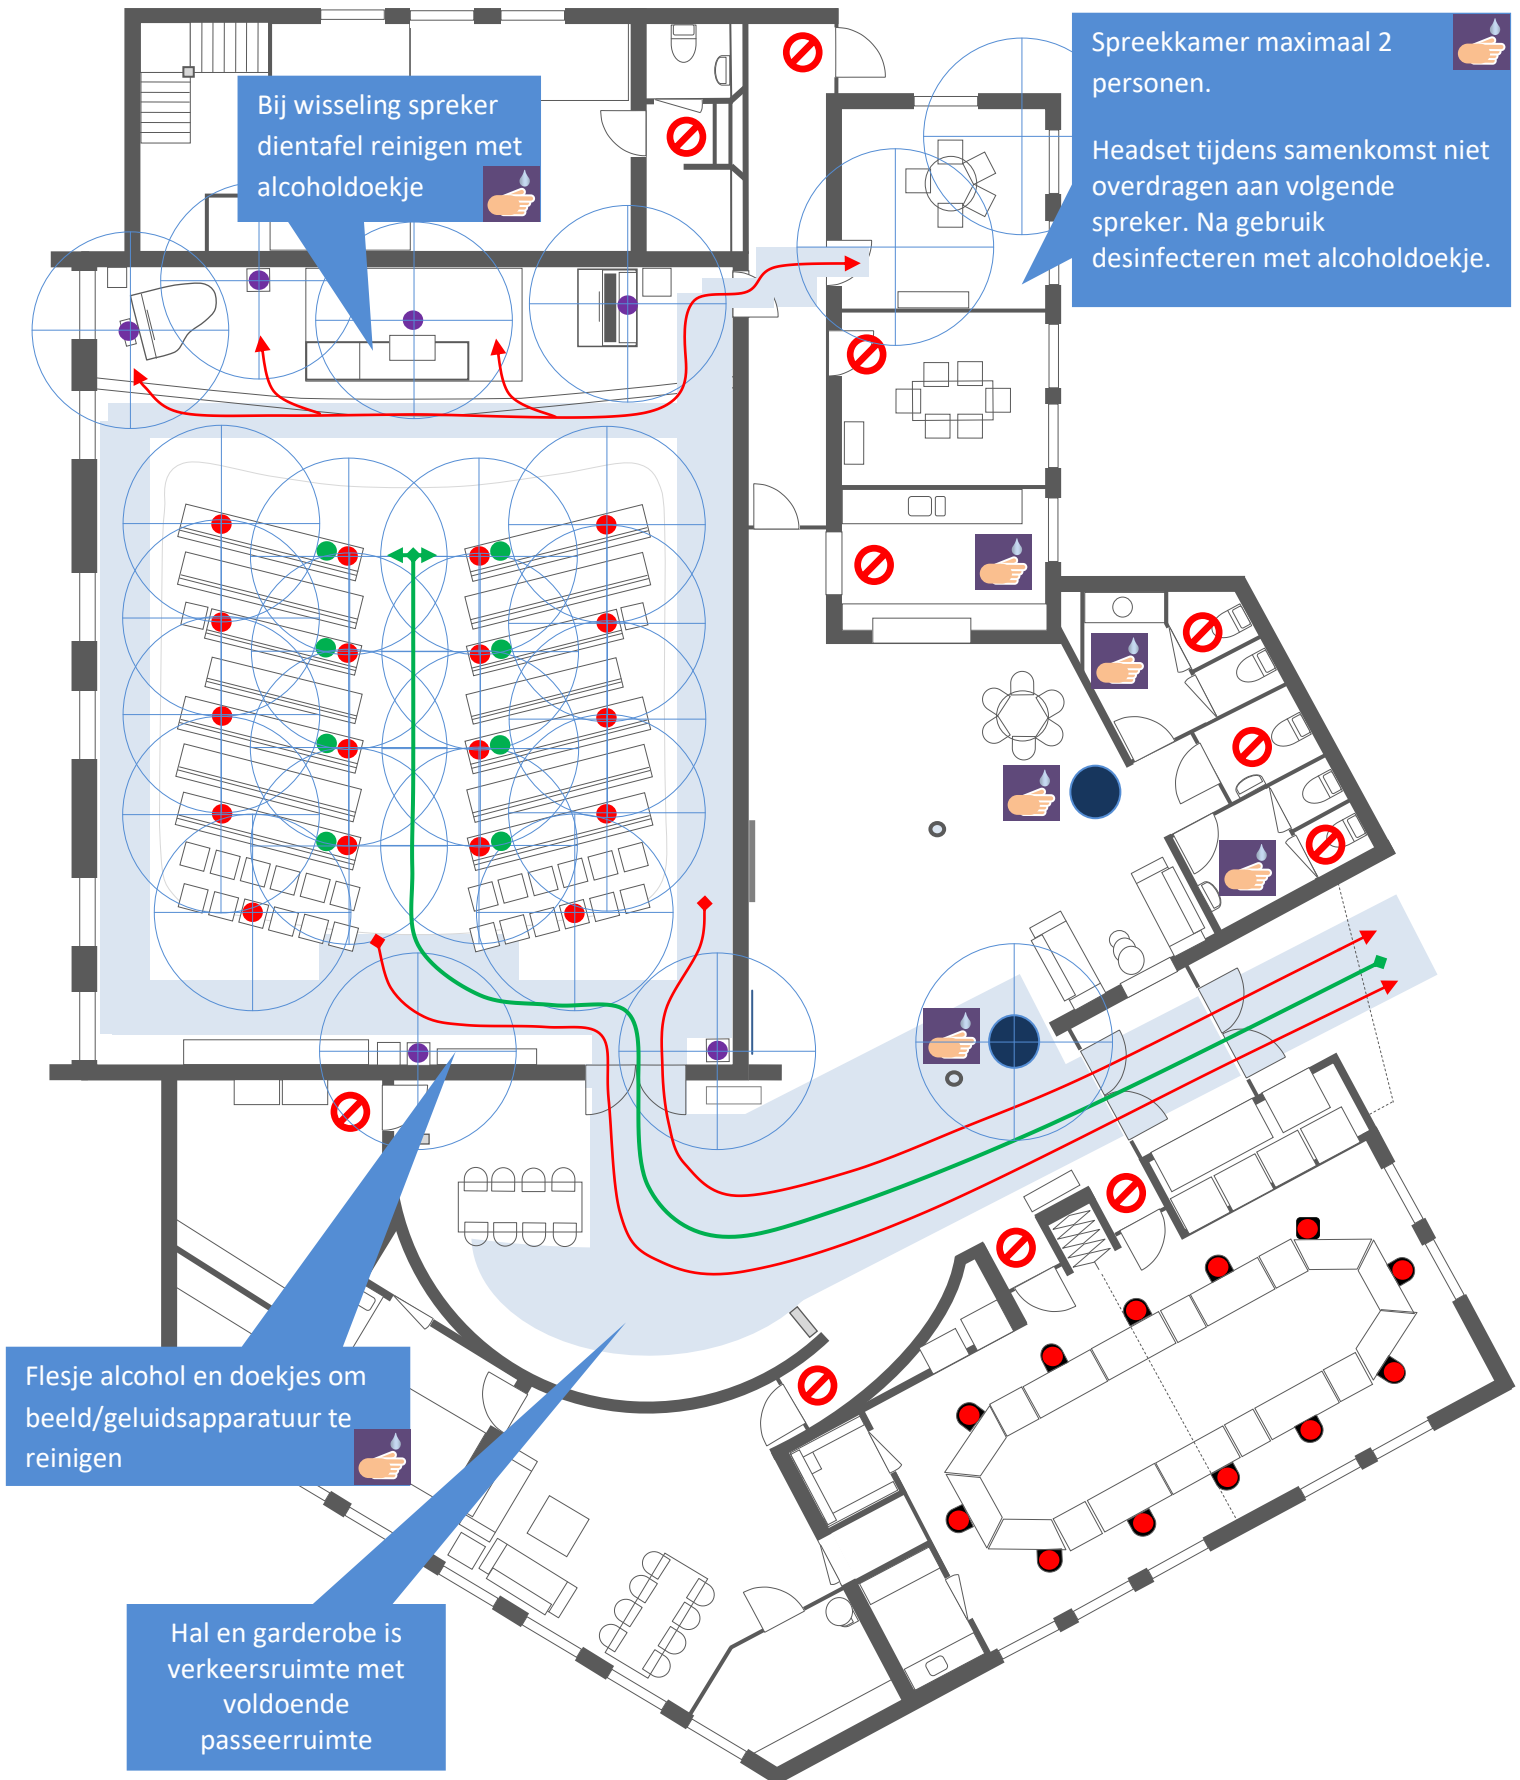 Spreekkamer maximaal 2
personen.
Headset tijdens samenkomst niet
overdragen aan volgende
spreker. Na gebruik
desinfecteren met alcoholdoekje.
Bij wisseling spreker
dientafel reinigen met
alcoholdoekje
Flesje alcohol en doekjes om
beeld/geluidsapparatuur te
reinigen
Hal en garderobe is
verkeersruimte met
voldoende
passeerruimte